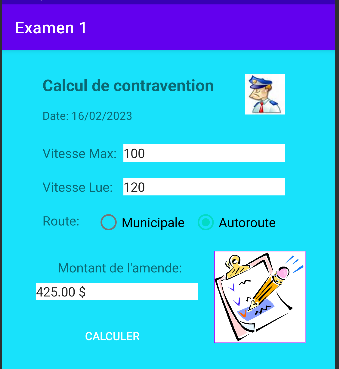 Examen 1
Calcul de contravention
Date: 16/02/2023
Vitesse Max: 100
Vitesse Lue: 120
Route: Municipale Autoroute
Montant de l'amende:
425.00 $
CALCULER